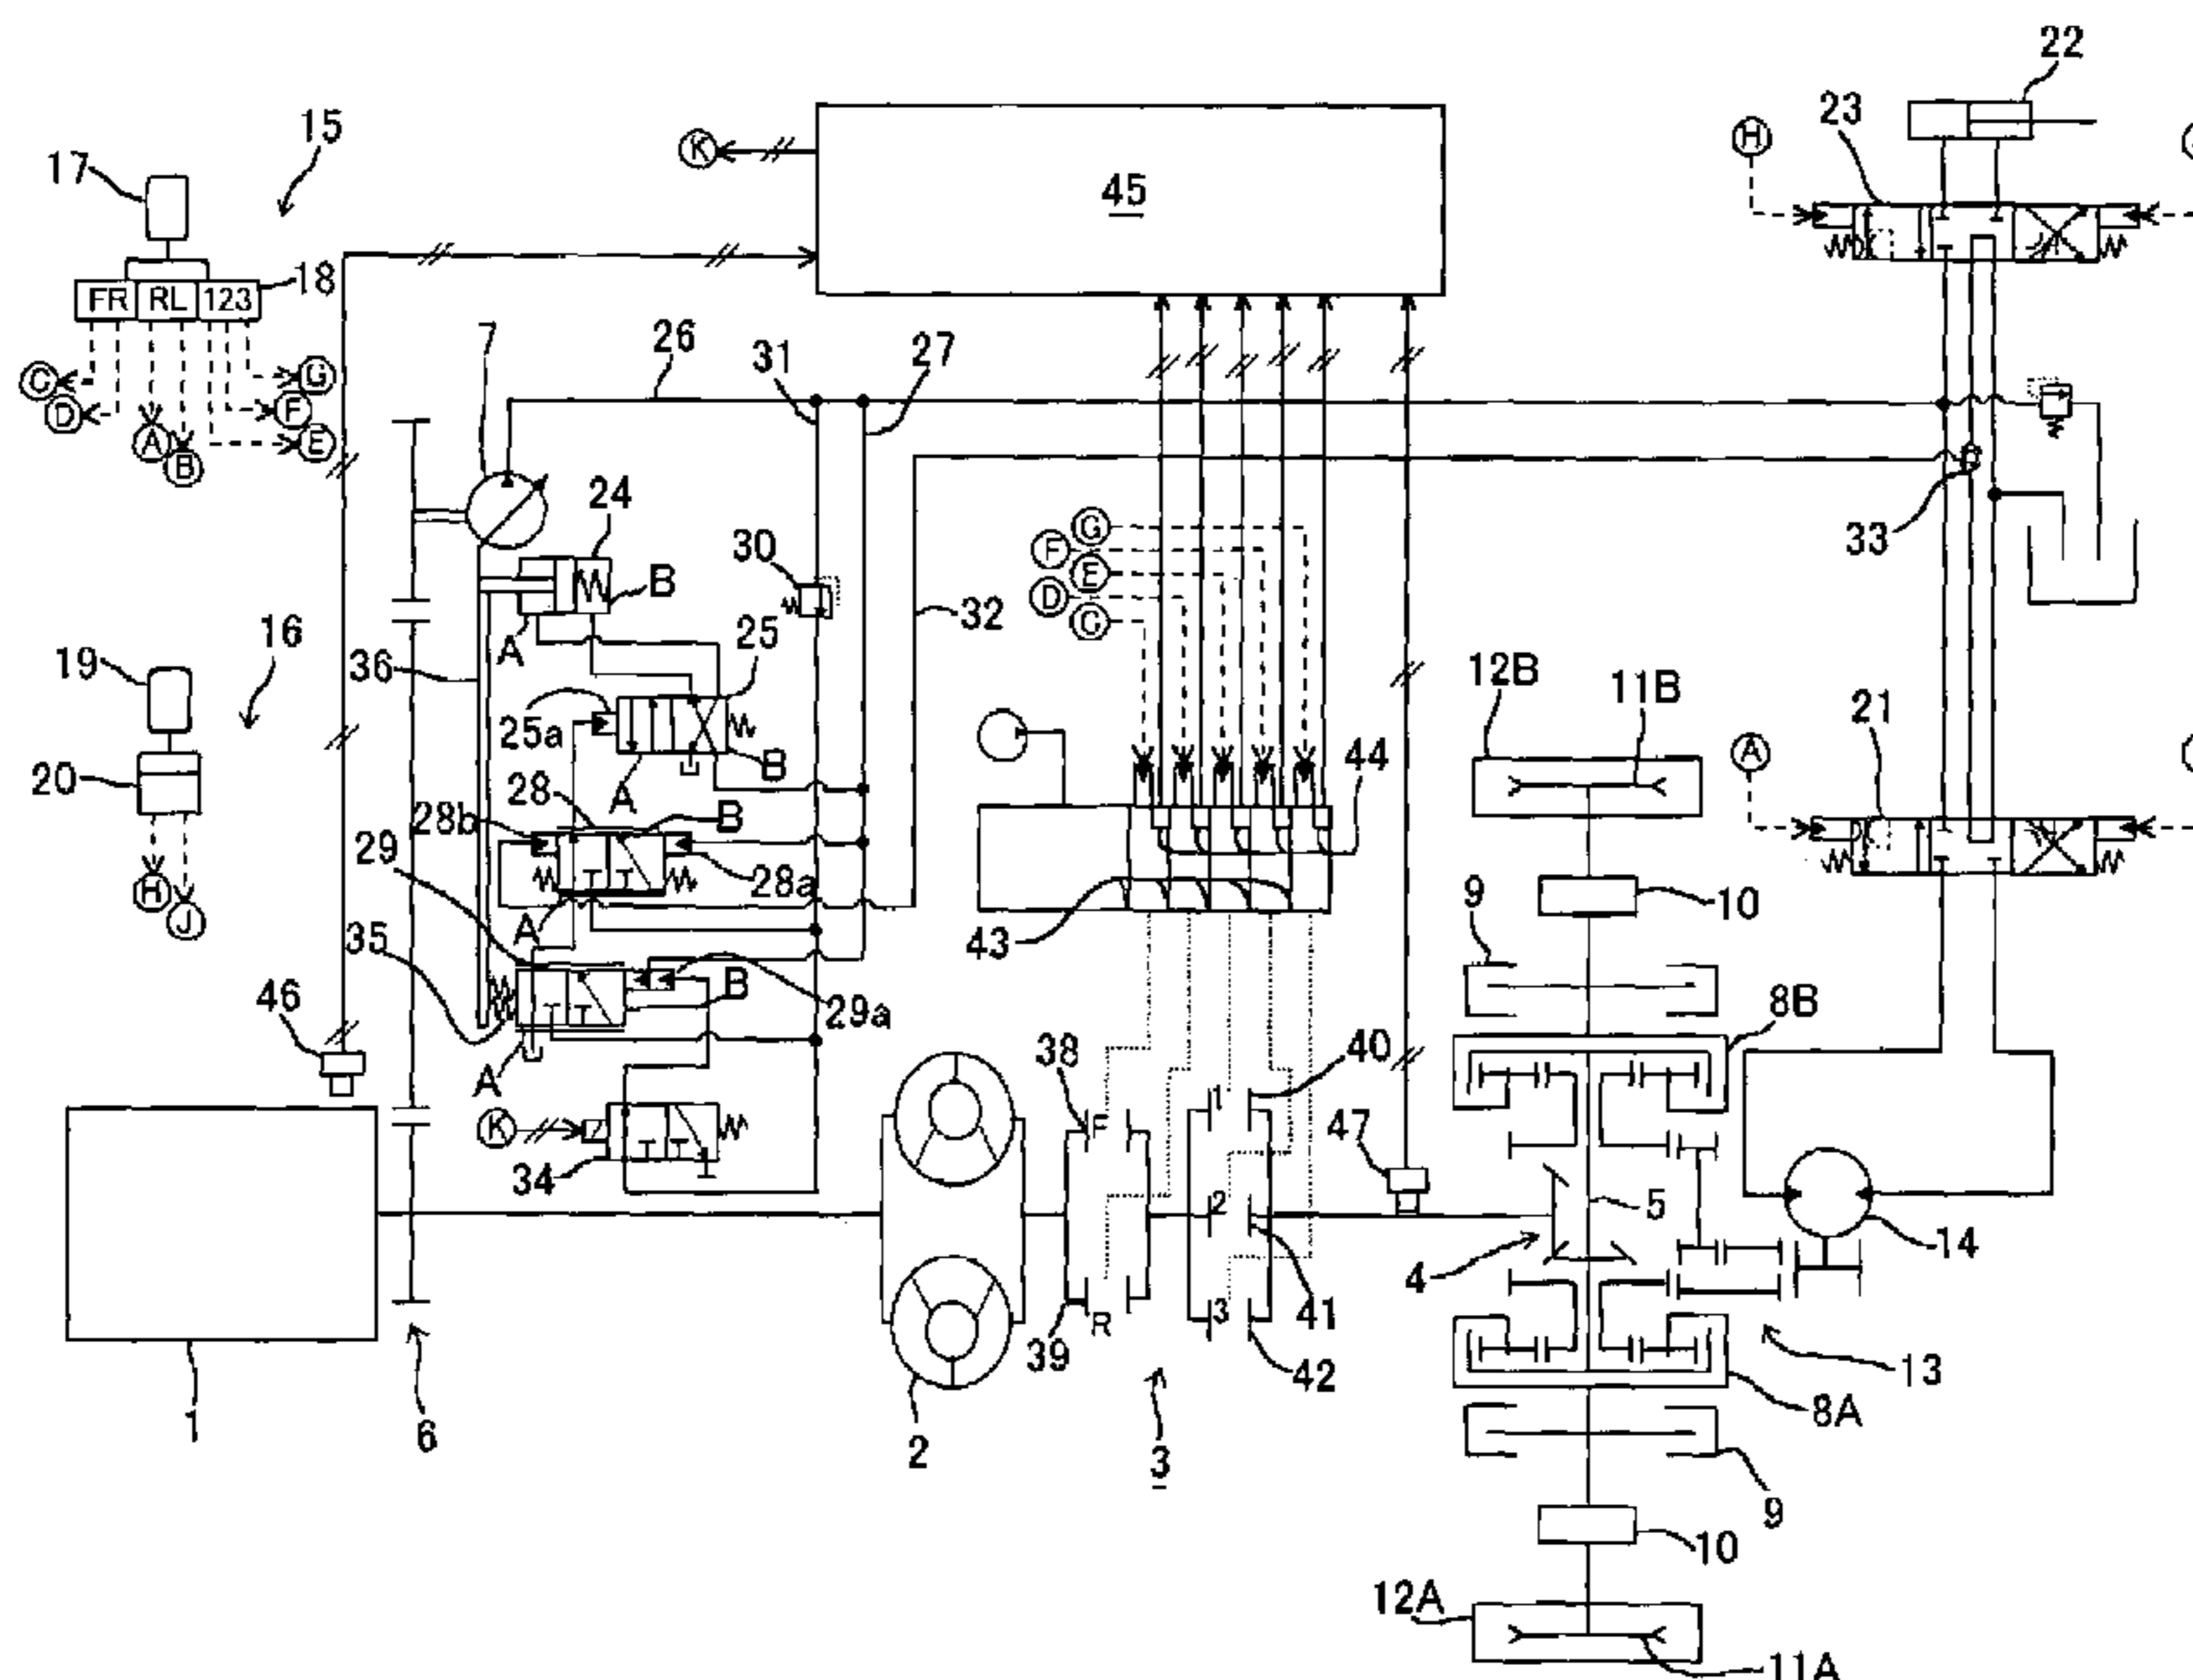 22
23
H
15
K
17
45
18
FR RL 123
7
26
31
27
C
G
D
F
A
E
B
24
G
F
33
30
B
E
D
32
C
16
A
25
12B
11B
19
36
21
25a
A
44
20
B
28
A
28b
B
9
10
29
28a
H
A
43
J
35
46
B
29a
8B
A
38
40
1
F
47
K
34
2
5
14
4
3
41
R
39
42
13
1
6
2
3
8A
9
10
12A
11A